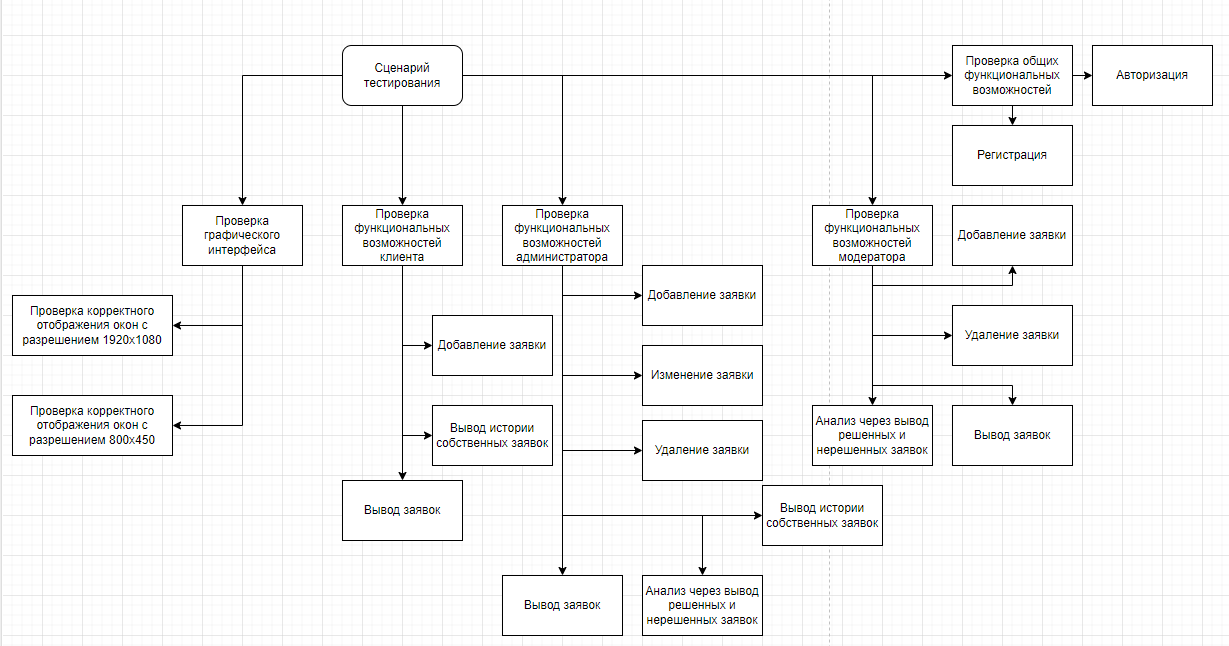 Сценарий
тестирования
Проверка общих
функциональных
возможностей
Авторизация
Регистрация
Проверка
графического
интерфейса
Проверка
функциональных
возможностей
клиента
Проверка
функциональных
возможностей
администратора
Проверка
функциональных
возможностей
модератора
Добавление заявки
Проверка корректного
отображения окон с
разрешением 1920x1080
Добавление заявки
Добавление заявки
Удаление заявки
Изменение заявки
Проверка корректного
отображения окон с
разрешением 800x450
Вывод истории
собственных заявок
Удаление заявки
Анализ через вывод
решенных и
нерешенных заявок
Вывод заявок
Вывод заявок
Вывод истории
собственных заявок
Вывод заявок
Анализ через вывод
решенных и
нерешенных заявок